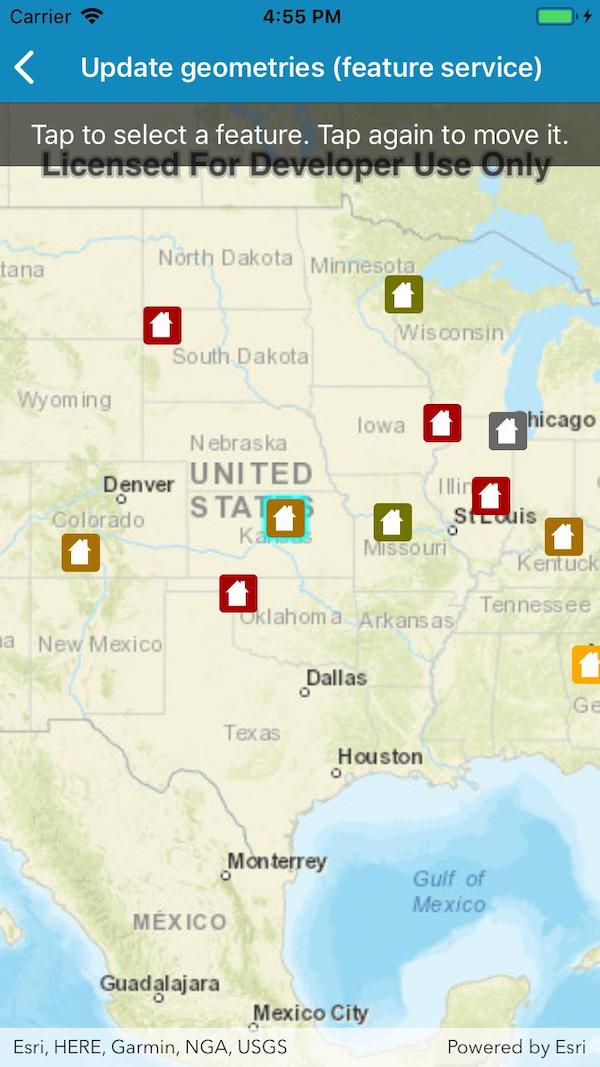 Carrier 4:55 PM
Update geometries (feature service)
Tap to select a feature. Tap again to move it.
Licensed For Developer Use Only
North Dakota
Minnesota
tana
Wisconsin
South Dakota
Wyoming
Iowa
hicago
Nebraska
UNITED
STATES
Denver
Illin
Colorado
St Louis
Kansas
Missouri
Kentuck
Tennessee
Oklahoma
Arkansas
New Mexico
Dallas
Ge
Texas
Houston
Monterrey
Gulf of
Mexico
MÉXICO
Guadalajara
Mexico City
Esri, HERE, Garmin, NGA, USGS Powered by Esri